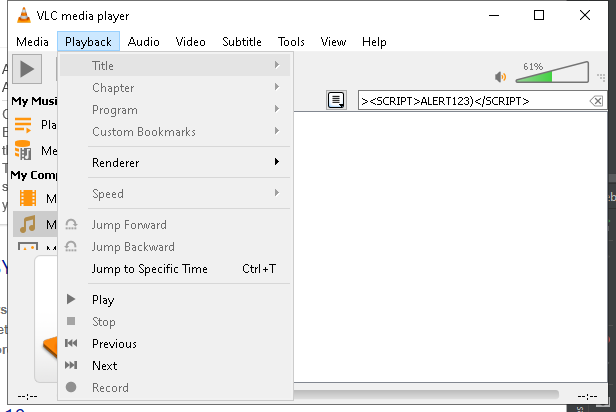 VLC media player
Media Playback Audio Video Subtitle Tools View Help
61%
Title
Chapter
Program
Custom Bookmarks
Renderer
Speed
Jump Forward
Jump Backward
Jump to Specific Time Ctrl+T
Play
Stop
Previous
Next
Record
My Musi
Pla
Me
My Comp
M
M
><SCRIPT>ALERT123)</SCRIPT>
--:--
--:--